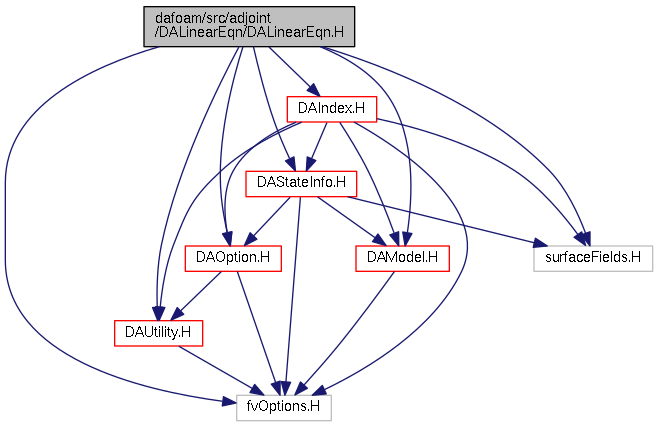 dafoam/src/adjoint
/DALinearEqn/DALinearEqn.H
DAIndex.H
DAStateInfo.H
DAOption.H
DAModel.H
surfaceFields.H
DAUtility.H
fvOptions.H